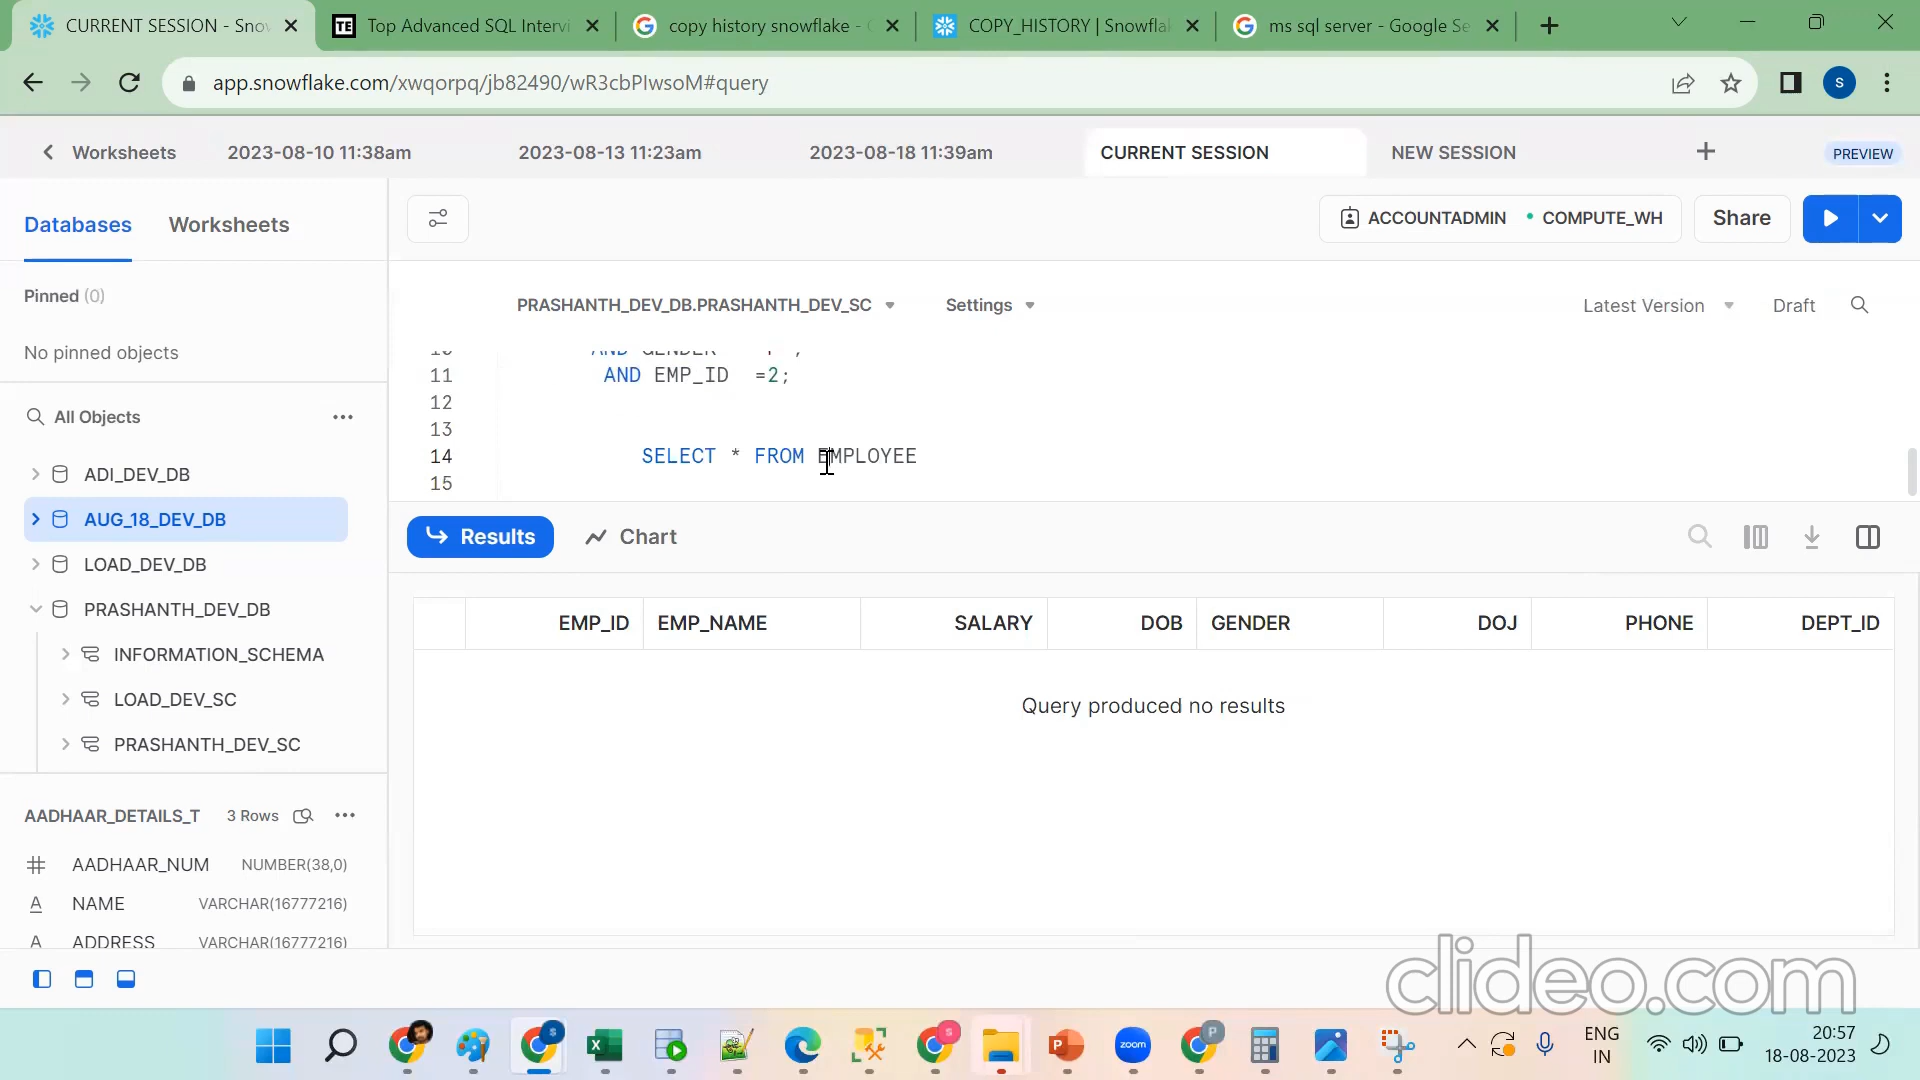 CURRENT SESSION - Snow
Top Advanced SQL Intervi
copy history snowflake -
COPY_HISTORY | Snowflak
ms sql server - Google Se
app.snowflake.com/xwqorpq/jb82490/wR3cbPIwsoM#query
S
Worksheets
2023-08-10 11:38am
2023-08-13 11:23am
2023-08-18 11:39am
CURRENT SESSION
NEW SESSION
PREVIEW
Databases
Worksheets
ACCOUNTADMIN
COMPUTE_WH
Share
Pinned (0)
No pinned objects
PRASHANTH_DEV_DB.PRASHANTH_DEV_SC
Settings
Latest Version
Draft
10 AND GENDER
11 AND EMP_ID =2;
12
13
14 SELECT * FROM EMPLOYEE
15
All Objects
ADI_DEV_DB
AUG_18_DEV_DB
LOAD_DEV_DB
PRASHANTH_DEV_DB
INFORMATION_SCHEMA
LOAD_DEV_SC
PRASHANTH_DEV_SC
Results
Chart
EMP_ID EMP_NAME SALARY DOB GENDER DOJ PHONE DEPT_ID
Query produced no results
AADHAAR_DETAILS_T 3 Rows
AADHAAR_NUM NUMBER(38,0)
NAME VARCHAR(16777216)
ADDRESS VARCHAR(16777216)
clideo.com
zoom
ENG
IN
20:57
18-08-2023